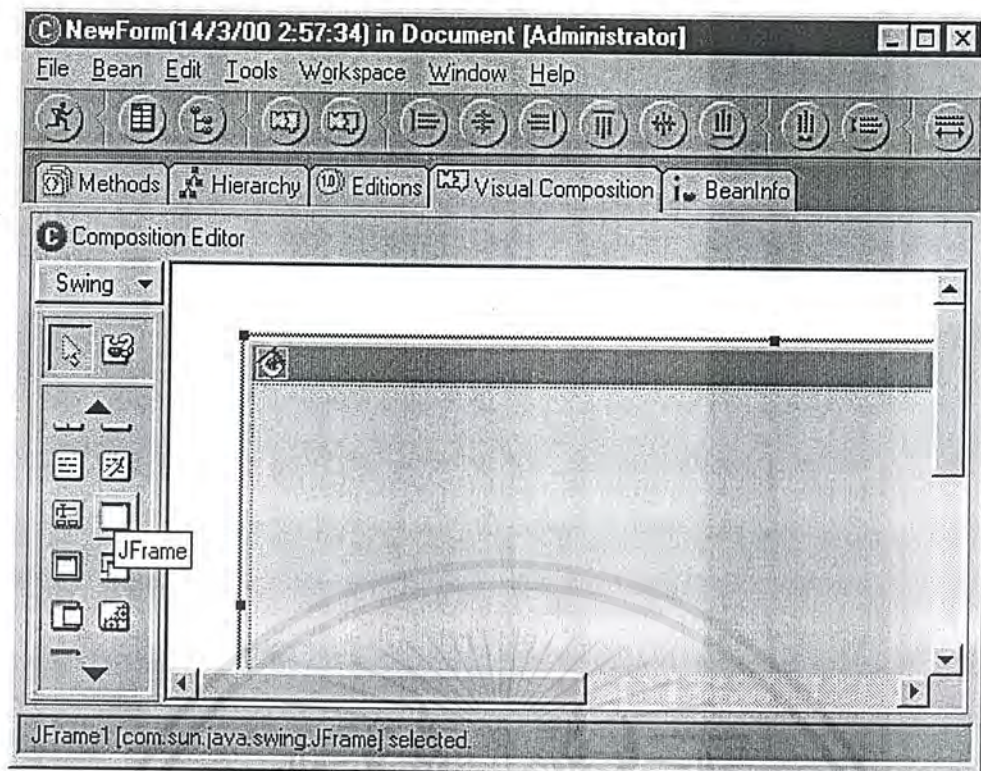 NewForm(14/3/00 2:57:34) in Document [Administrator]
File Bean Edit Tools Workspace Window Help
Methods Hierarchy Editions Visual Composition BeanInfo
Composition Editor
Swing
JFrame
JFrame1 [com.sun.java.swing.JFrame] selected.